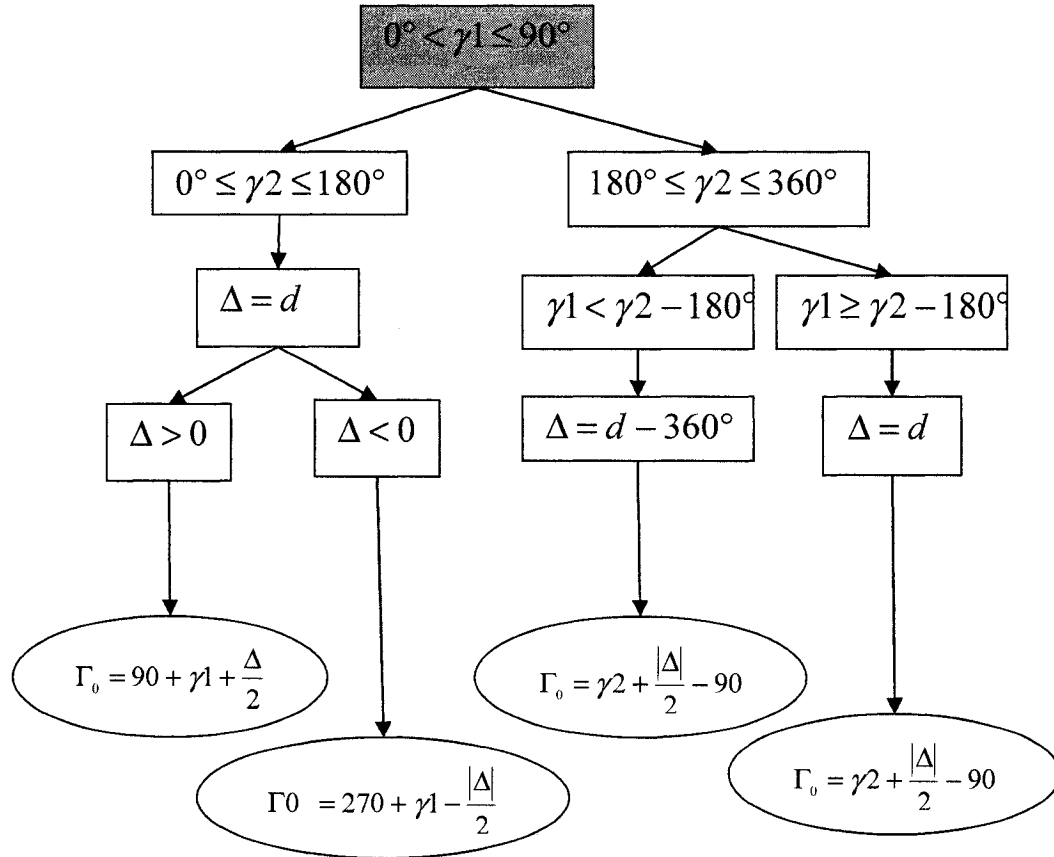 0° < γ1 ≤ 90°
0° ≤ γ2 ≤ 180°
180° ≤ γ2 ≤ 360°
Δ = d
γ1 < γ2 − 180°
γ1 ≥ γ2 − 180°
Δ > 0
Δ < 0
Δ = d − 360°
Δ = d
Γ₀ = 90 + γ1 + Δ/2
Γ₀ = γ2 + |Δ|/2 − 90
Γ0 = 270 + γ1 − |Δ|/2
Γ₀ = γ2 + |Δ|/2 − 90